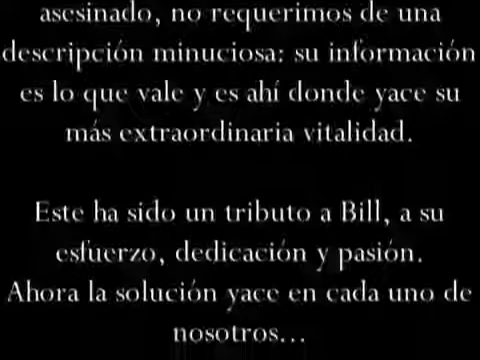 asesinado, no requerimos de una
descripción minuciosa: su información
es lo que vale y es ahí donde yace su
más extraordinaria vitalidad.
Este ha sido un tributo a Bill, a su
esfuerzo, dedicación y pasión.
Ahora la solución yace en cada uno de
nosotros...